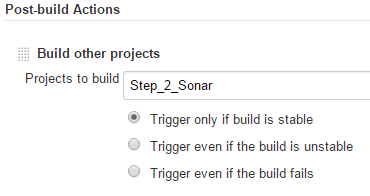 Post-build Actions
Build other projects
Projects to build
Step_2_Sonar
Trigger only if build is stable
Trigger even if the build is unstable
Trigger even if the build fails